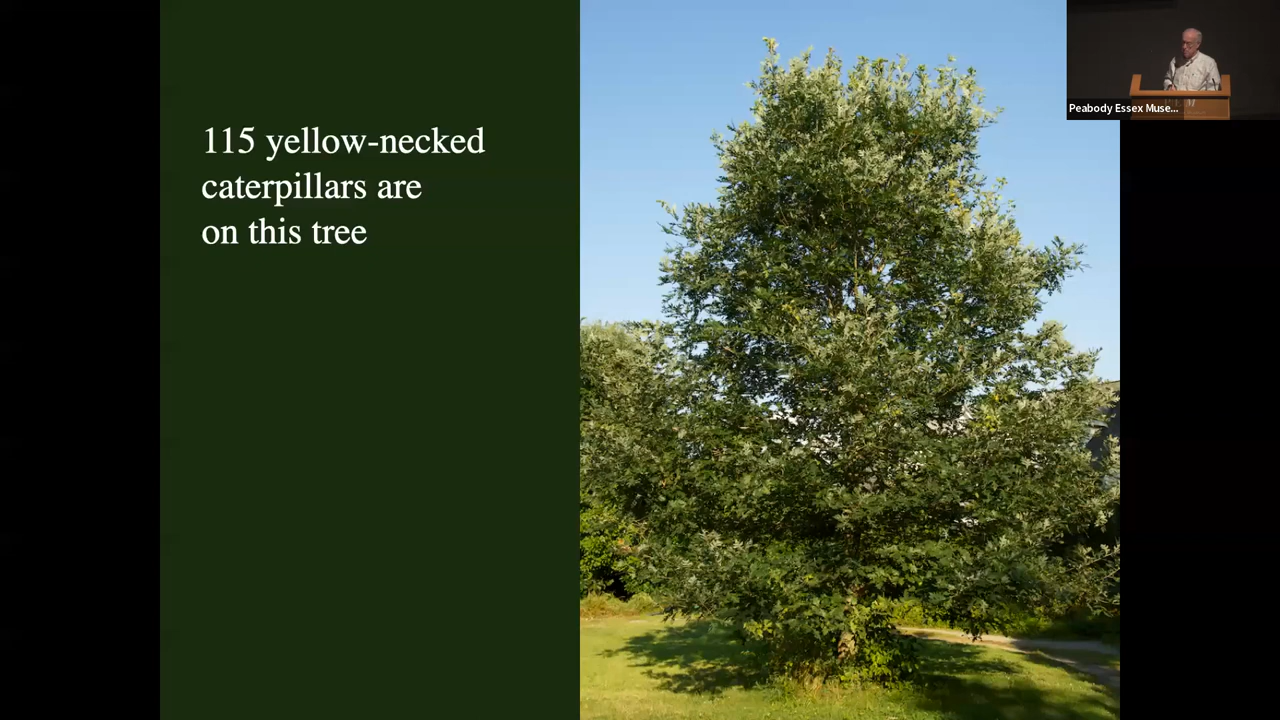 115 yellow-necked
caterpillars are
on this tree
Peabody Essex Muse...